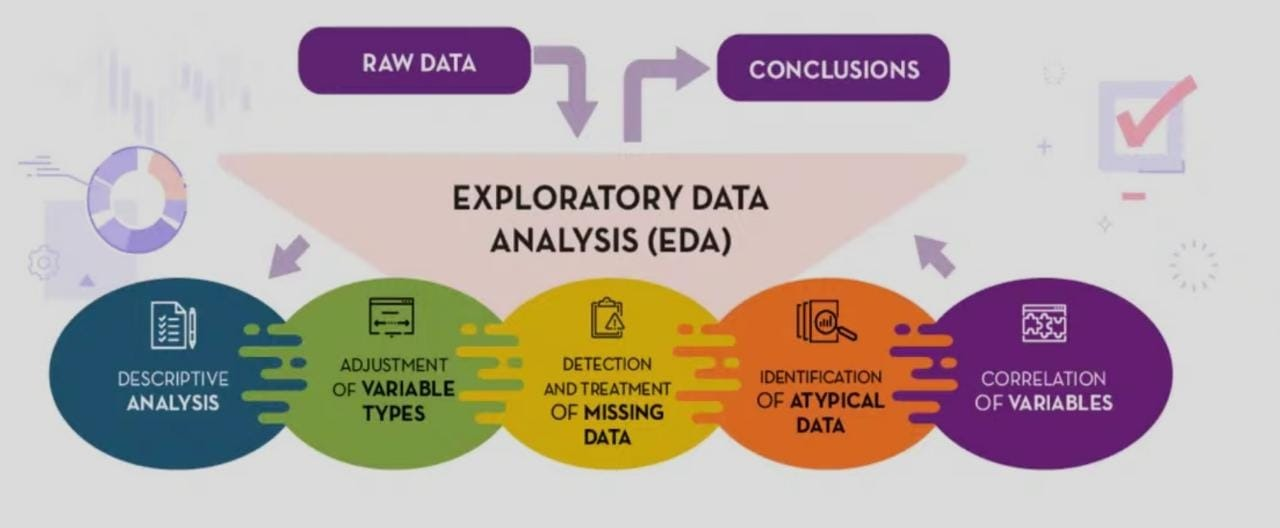 RAW DATA
CONCLUSIONS
EXPLORATORY DATA
ANALYSIS (EDA)
DESCRIPTIVE
ANALYSIS
ADJUSTMENT
OF VARIABLE
TYPES
DETECTION
AND TREATMENT
OF MISSING
DATA
IDENTIFICATION
OF ATYPICAL
DATA
CORRELATION
OF VARIABLES